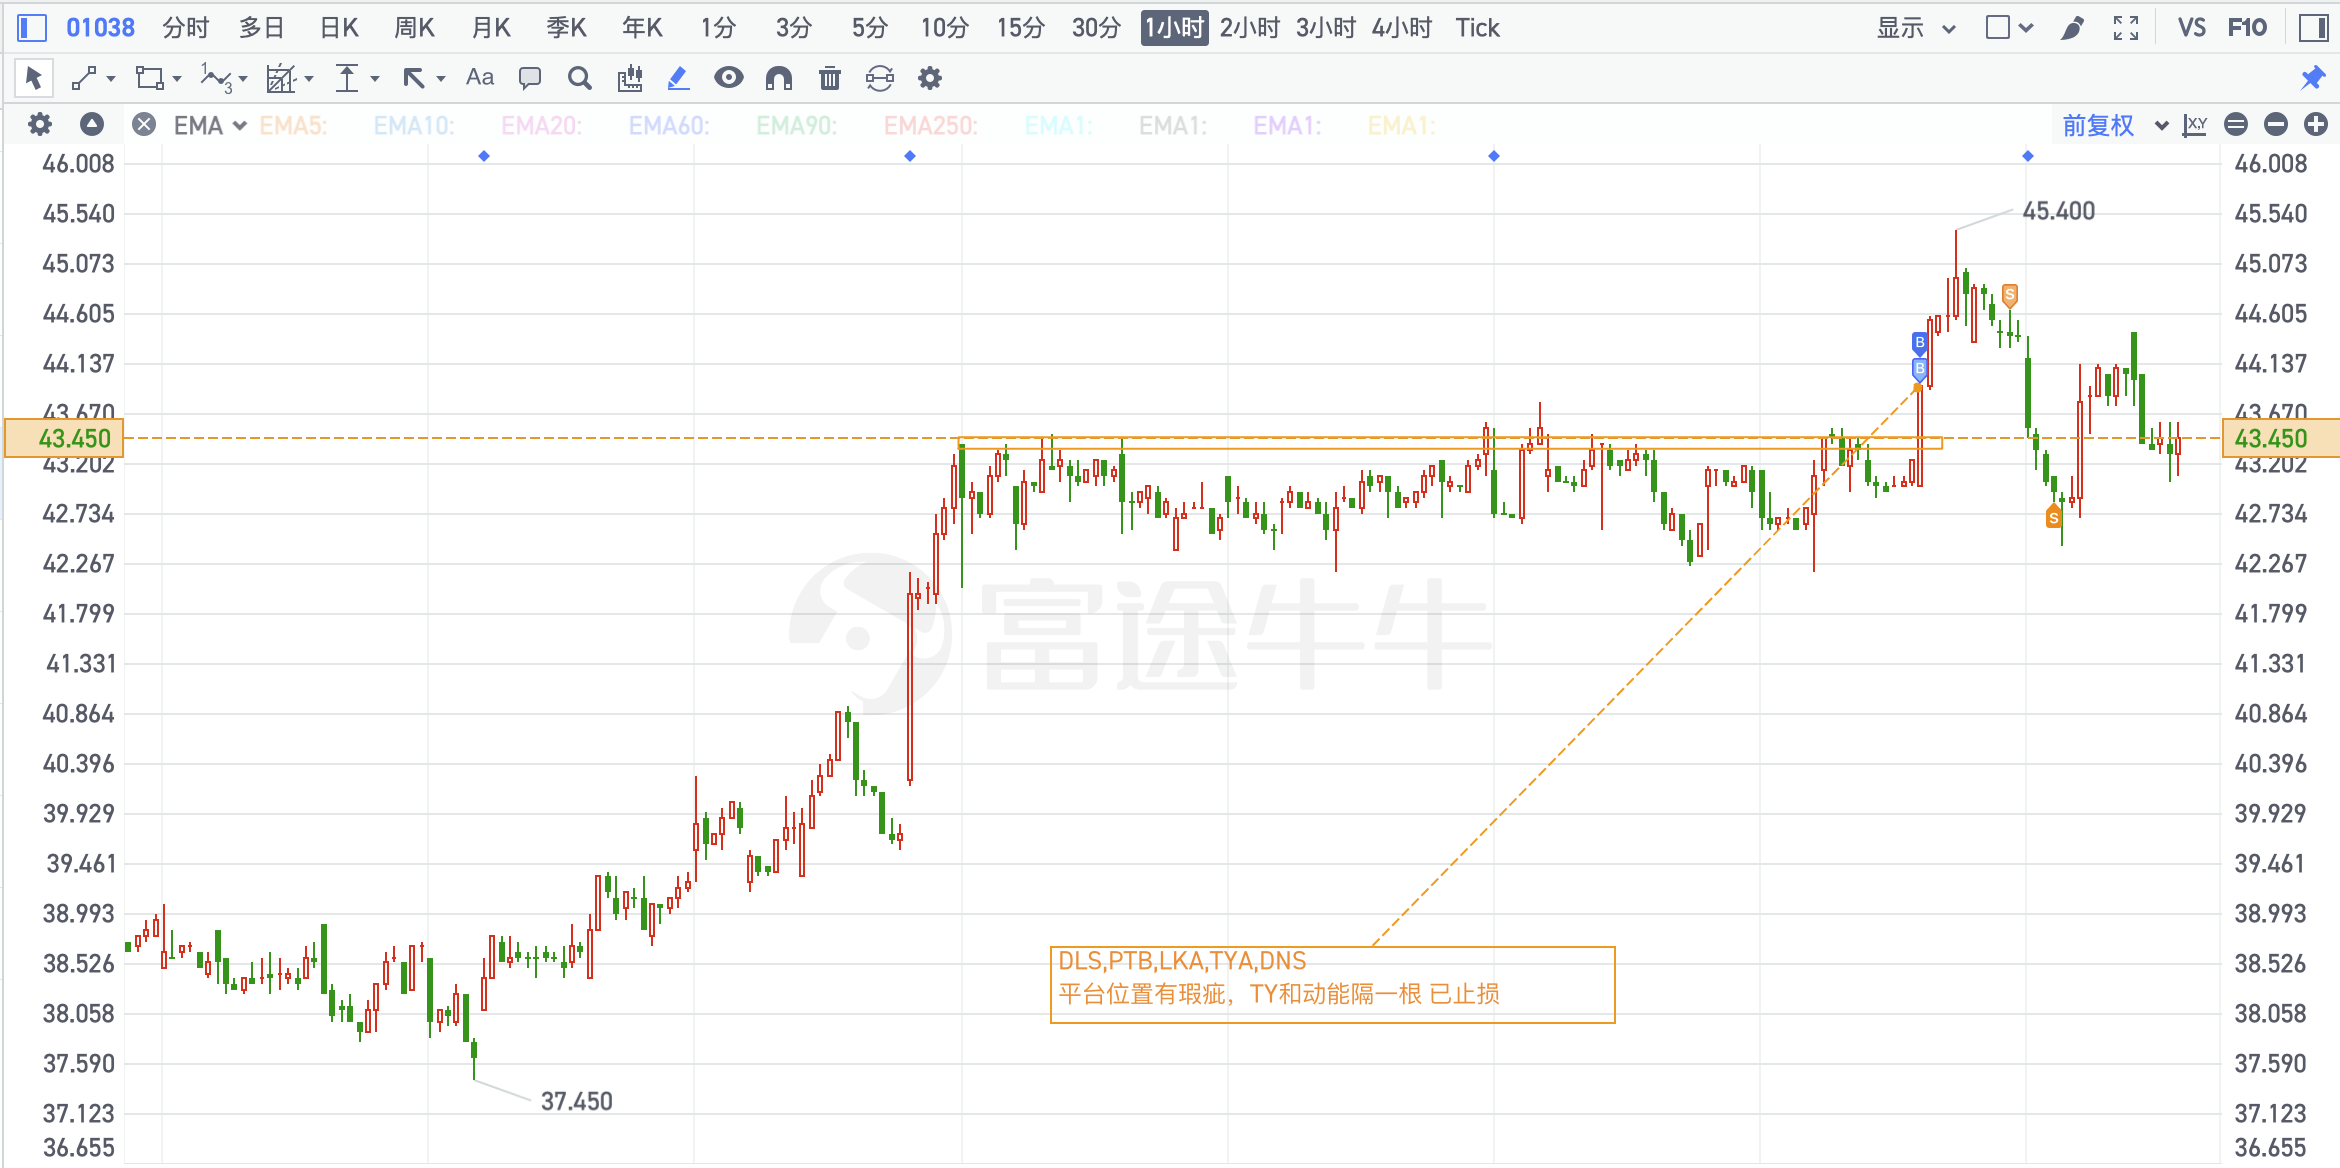 01038 分时 多日 日K 周K 月K 季K 年K 1分 3分 5分 10分 15分 30分 1小时 2小时 3小时 4小时 Tick 显示 VS F10
Aa
EMA EMA5: EMA10: EMA20: EMA60: EMA90: EMA250: EMA1: EMA1: EMA1: EMA1: 前复权 X,Y
46.008 46.008
45.540 45.400 45.540
45.073 45.073
44.605 S 44.605
B
44.137 B 44.137
43.670 43.670
43.450 43.450
43.202 43.202
42.734 S 42.734
42.267 42.267
富途牛牛
41.799 41.799
41.331 41.331
40.864 40.864
40.396 40.396
39.929 39.929
39.461 39.461
38.993 38.993
38.526 DLS,PTB,LKA,TYA,DNS 38.526
平台位置有瑕疵，TY和动能隔一根 已止损
38.058 38.058
37.590 37.590
37.450
37.123 37.123
36.655 36.655